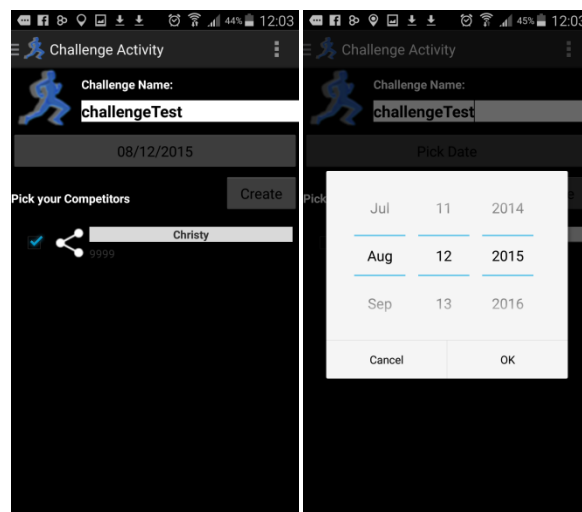 44% 12:03
Challenge Activity
Challenge Name:
challengeTest
08/12/2015
Pick your Competitors
Create
Christy
9999
45% 12:03
Challenge Activity
Challenge Name:
challengeTest
Pick Date
Pick
e
Jul 11 2014
Aug 12 2015
Sep 13 2016
Cancel OK